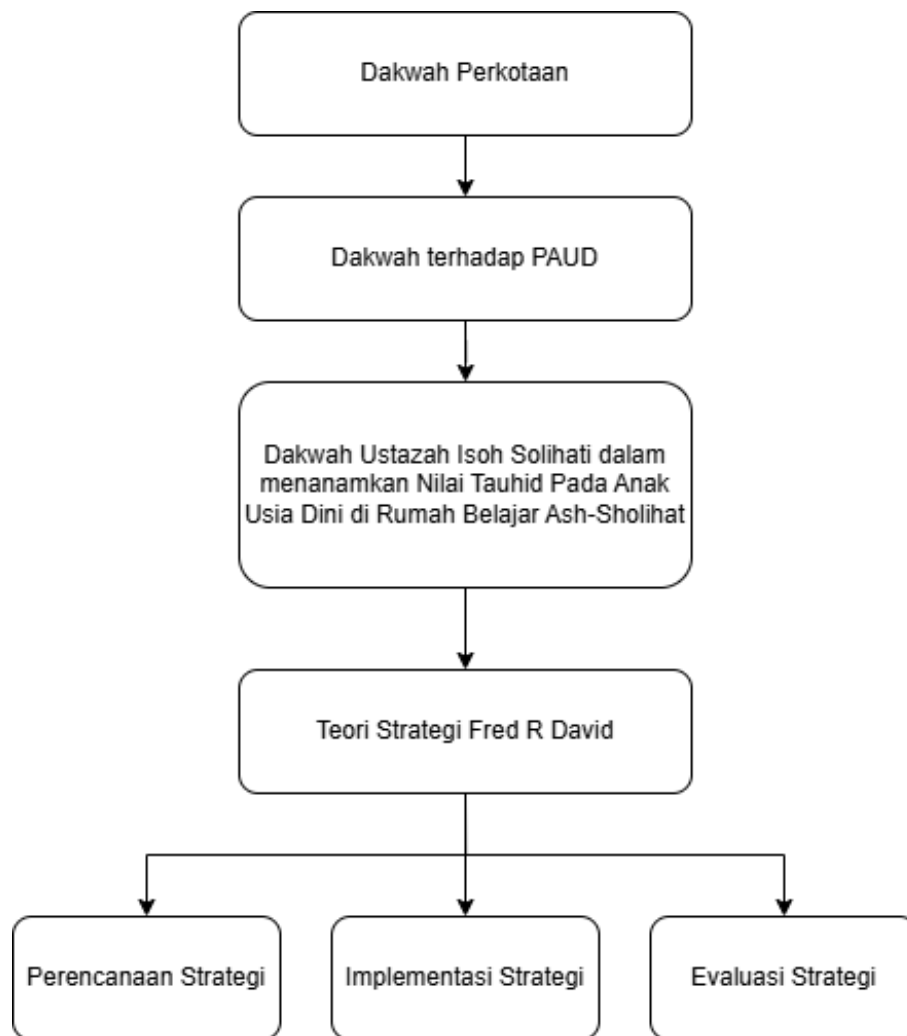 Dakwah Perkotaan
Dakwah terhadap PAUD
Dakwah Ustazah Isoh Solihati dalam
menanamkan Nilai Tauhid Pada Anak
Usia Dini di Rumah Belajar Ash-Sholihat
Teori Strategi Fred R David
Perencanaan Strategi
Implementasi Strategi
Evaluasi Strategi